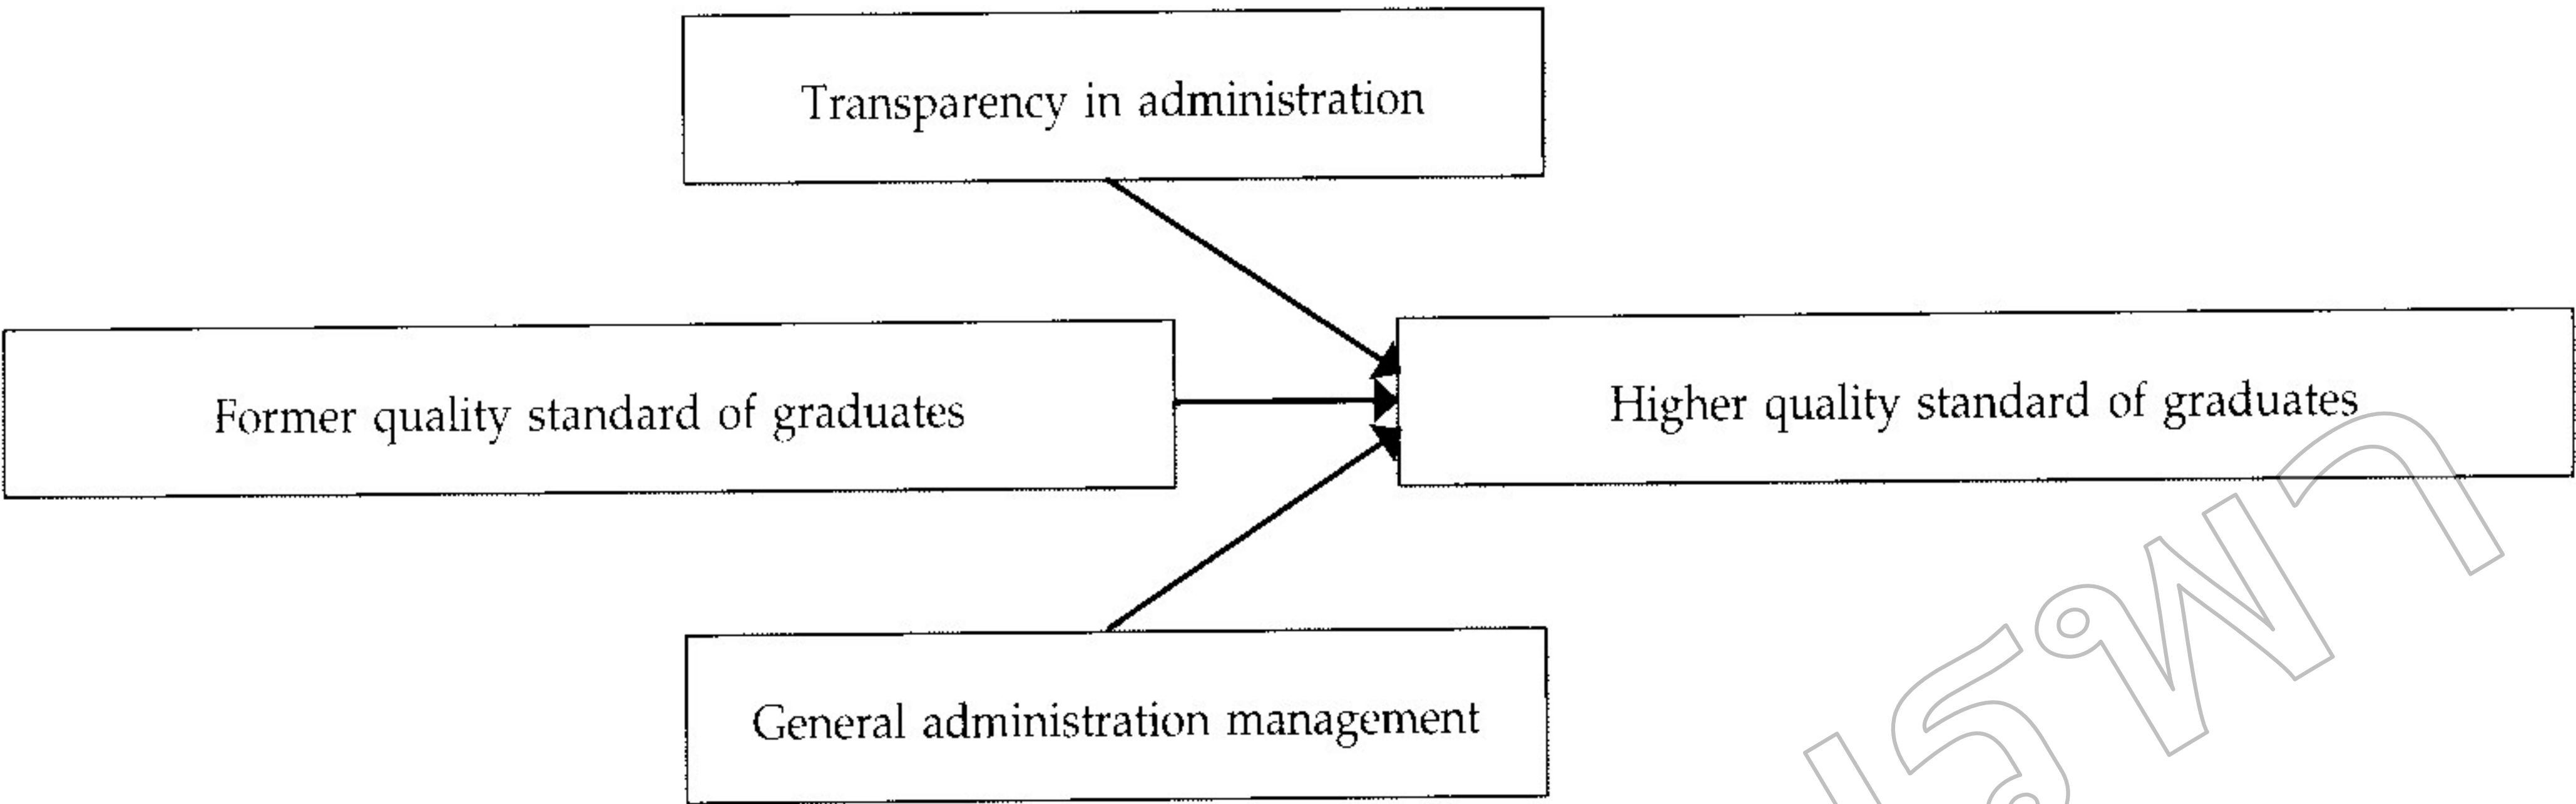 Transparency in administration
Former quality standard of graduates
Higher quality standard of graduates
General administration management